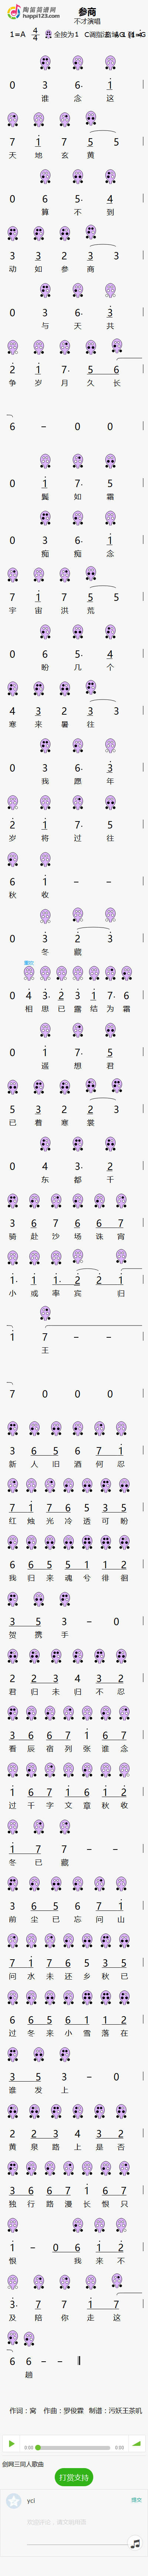 陶笛简谱网
www.happi123.com
参商
不才演唱
1=A 4/4 全按为1
0 3 6· 1
谁 念 这
7 1 7 5 5
天 地 玄 黄
0 6 5· 4
算 不 到
3 3 2 3 3
动 如 参 商
0 3 6· 3
与 天 共
2 1 7· 5 6
争 岁 月 久 长
6 － 0 0
0 1 7· 5
鬓 如 霜
0 3 6· 1
痴 痴 念
7 1 7 5 5
宇 宙 洪 荒
0 6 5· 4
盼 几 个
4 3 2 3 3
寒 来 暑 往
0 3 6· 3
我 愿 年
2 1 7· 5
岁 将 过 往
6 1 － －
秋 收
0 3 2 3
冬 藏
0 4 3· 2 3 1 7· 6
相 思 已 露 结 为 霜
0 1 7· 5
遥 想 君
5 3 2 2 3
已 着 寒 裳
0 4 3· 2
东 都 干
3 6 7 6 6 7
骑 赴 沙 场 诛 宵
1· 1 1· 2 2 1
小 或 率 宾 归
1 7 － －
王
7 0 0 0
3 6 5 6 7 1
新 人 旧 酒 何 忍
7 1 7 6 5 3 5
红 烛 光 冷 透 可 盼
6 6 5 5 1 1 2
我 归 来 魂 兮 徘 徊
3 5 3 － 0
贺 携 手
2 2 3 4 3 2
君 归 未 归 不 忍
3 6 6 7 1 6 7
看 辰 宿 列 张 谁 念
1 6 7 1 6 1 2
过 千 字 文 章 秋 收
1 7 7 － －
冬 已 藏
3 6 5 6 7 1
前 尘 已 忘 问 山
7 1 7 6 5 3 5
问 水 未 还 乡 秋 已
6 6 5 6 1 1 2
过 冬 来 小 雪 落 在
3 5 3 － 0
谁 发 上
2 2 3 4 3 2
黄 泉 路 上 是 否
3 6 6 7 1 6 7
独 行 路 漫 长 恨 只
1 － 0 6 1 2
恨 我 来 不
3· 7 7 1 7
及 陪 你 走 这
6 6 － －
趟
作词：窝 作曲：罗俊霖 制谱：污妖王茶叽
0:00 0:00
剑网三同人歌曲
打赏支持
ycl
提交